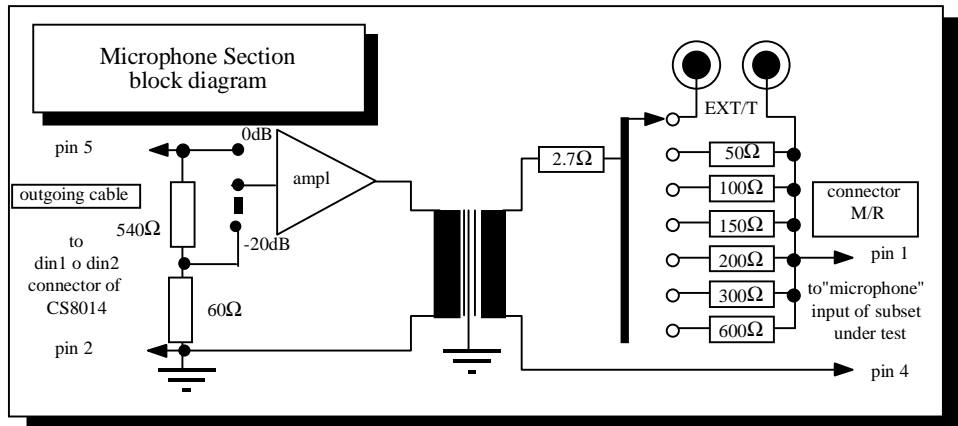 Microphone Section
block diagram
EXT/T
0dB
pin 5
ampl
2.7Ω
50Ω
100Ω
150Ω
200Ω
300Ω
600Ω
outgoing cable
540Ω
-20dB
to
din1 o din2
connector of
CS8014
60Ω
pin 2
connector
M/R
pin 1
to"microphone"
input of subset
under test
pin 4